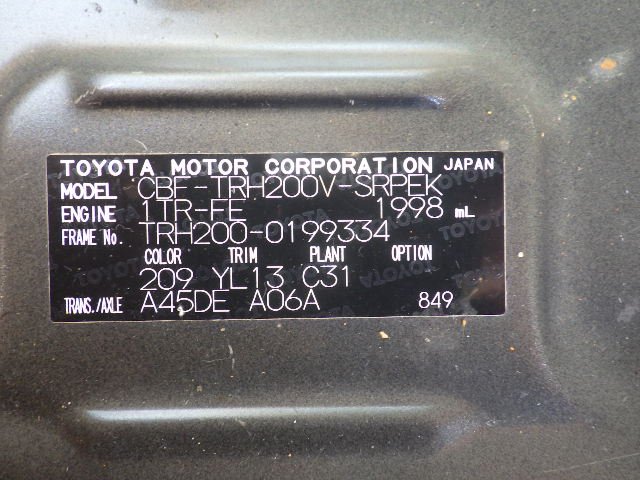 TOYOTA MOTOR CORPORATION JAPAN
MODEL CBF-TRH200V-SRPEK
ENGINE 1TR-FE 1998 mL
FRAME No. TRH200-0199334
COLOR TRIM PLANT OPTION
209 YL13 C31
TRANS./AXLE A45DE A06A 849